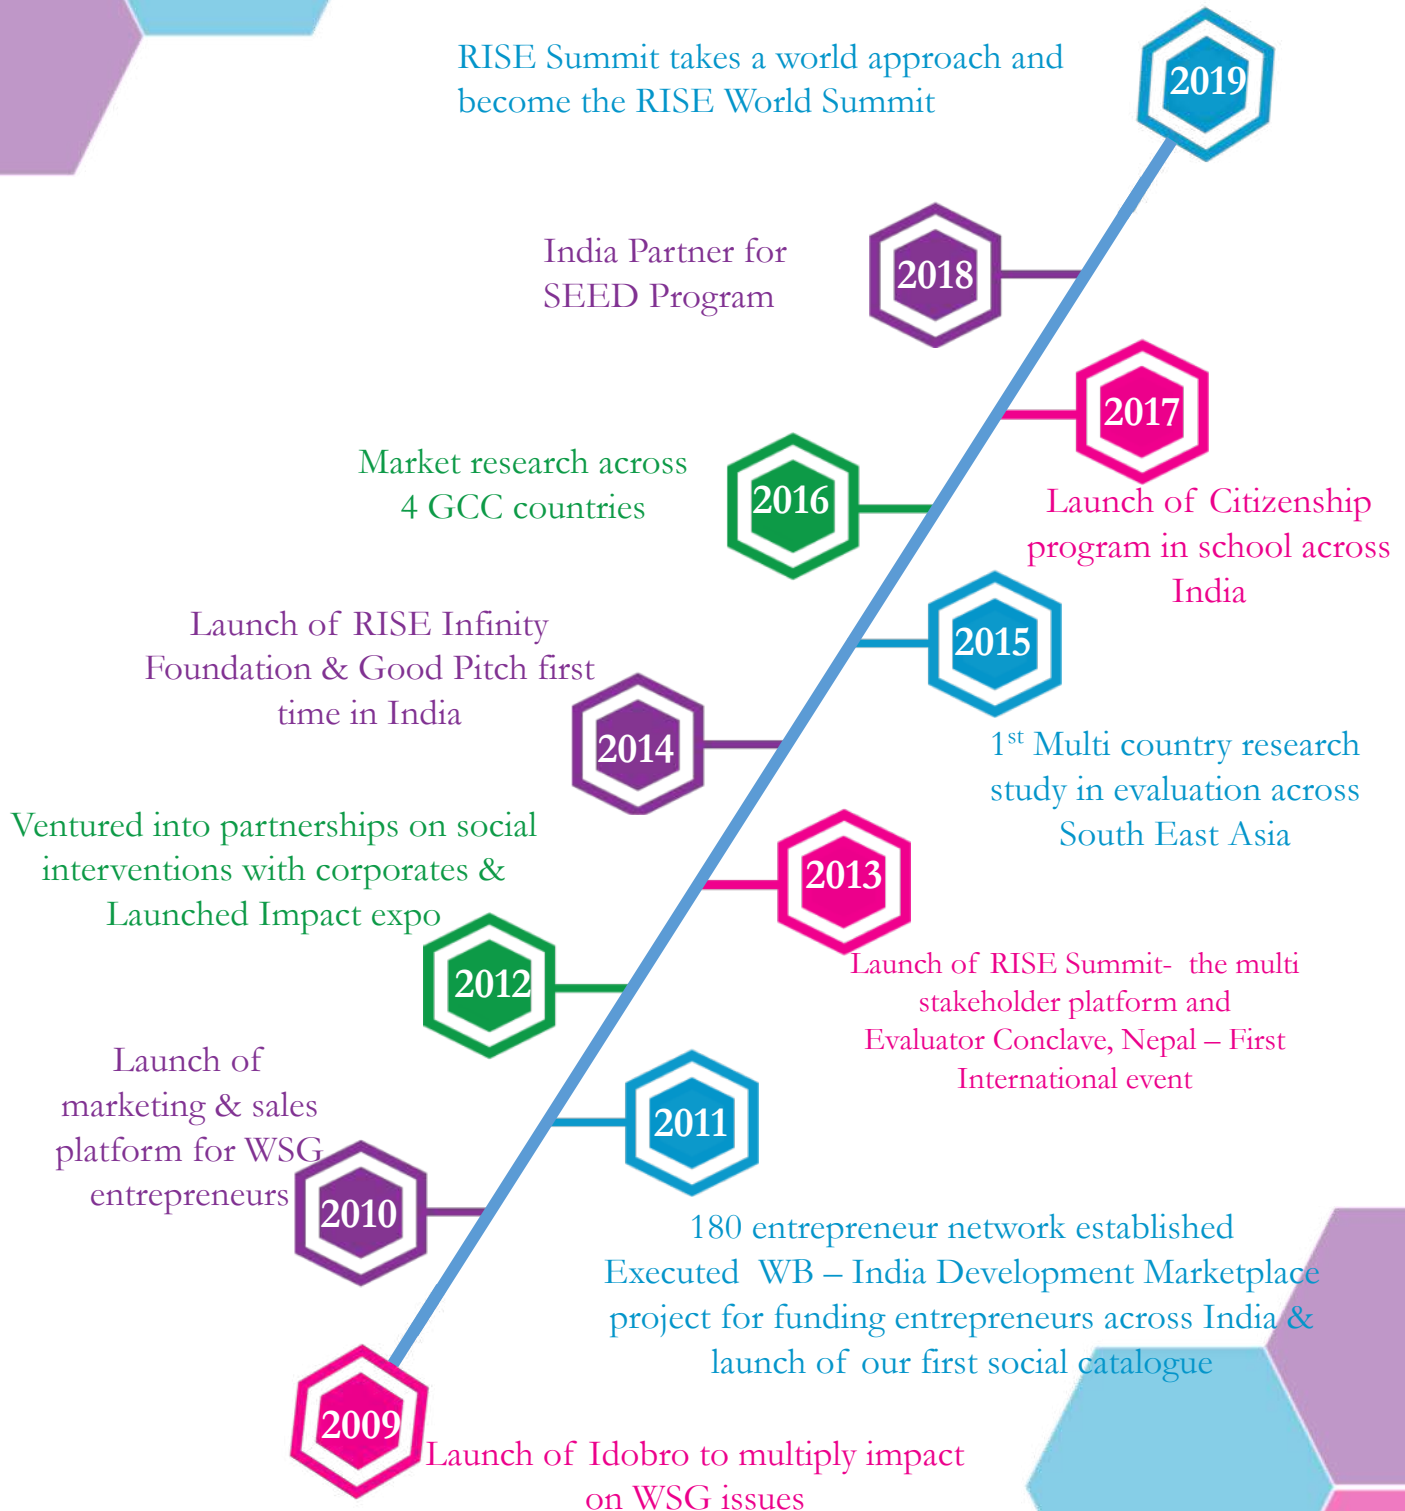 RISE Summit takes a world approach and
become the RISE World Summit
2019
India Partner for
SEED Program
2018
2017
Launch of Citizenship
program in school across
India
Market research across
4 GCC countries
2016
2015
1st Multi country research
study in evaluation across
South East Asia
Launch of RISE Infinity
Foundation & Good Pitch first
time in India
2014
2013
Launch of RISE Summit- the multi
stakeholder platform and
Evaluator Conclave, Nepal – First
International event
Ventured into partnerships on social
interventions with corporates &
Launched Impact expo
2012
2011
180 entrepreneur network established
Executed WB – India Development Marketplace
project for funding entrepreneurs across India &
launch of our first social catalogue
Launch of
marketing & sales
platform for WSG
entrepreneurs
2010
2009
Launch of Idobro to multiply impact
on WSG issues